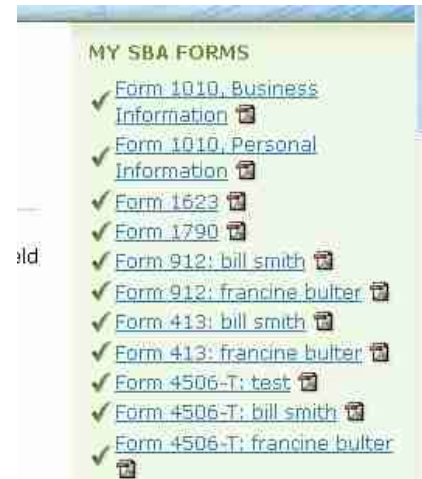 MY SBA FORMS
Form 1010, Business
Information
Form 1010, Personal
Information
Form 1623
Form 1790
eld
Form 912: bill smith
Form 912: francine bulter
Form 413: bill smith
Form 413: francine bulter
Form 4506-T: test
Form 4506-T: bill smith
Form 4506-T: francine bulter